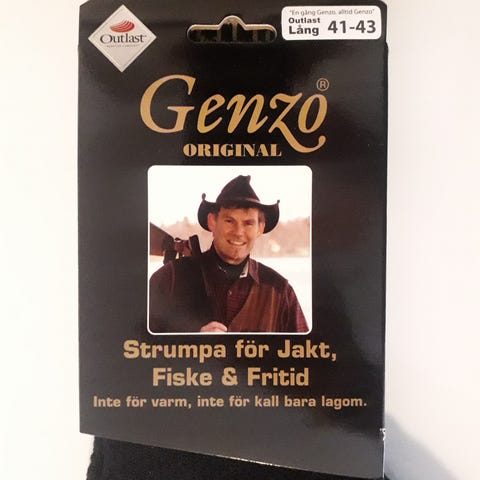 Outlast®
"En gång Genzo, alltid Genzo"
Outlast
Lång 41-43
Genzo®
ORIGINAL
Strumpa för Jakt,
Fiske & Fritid
Inte för varm, inte för kall bara lagom.